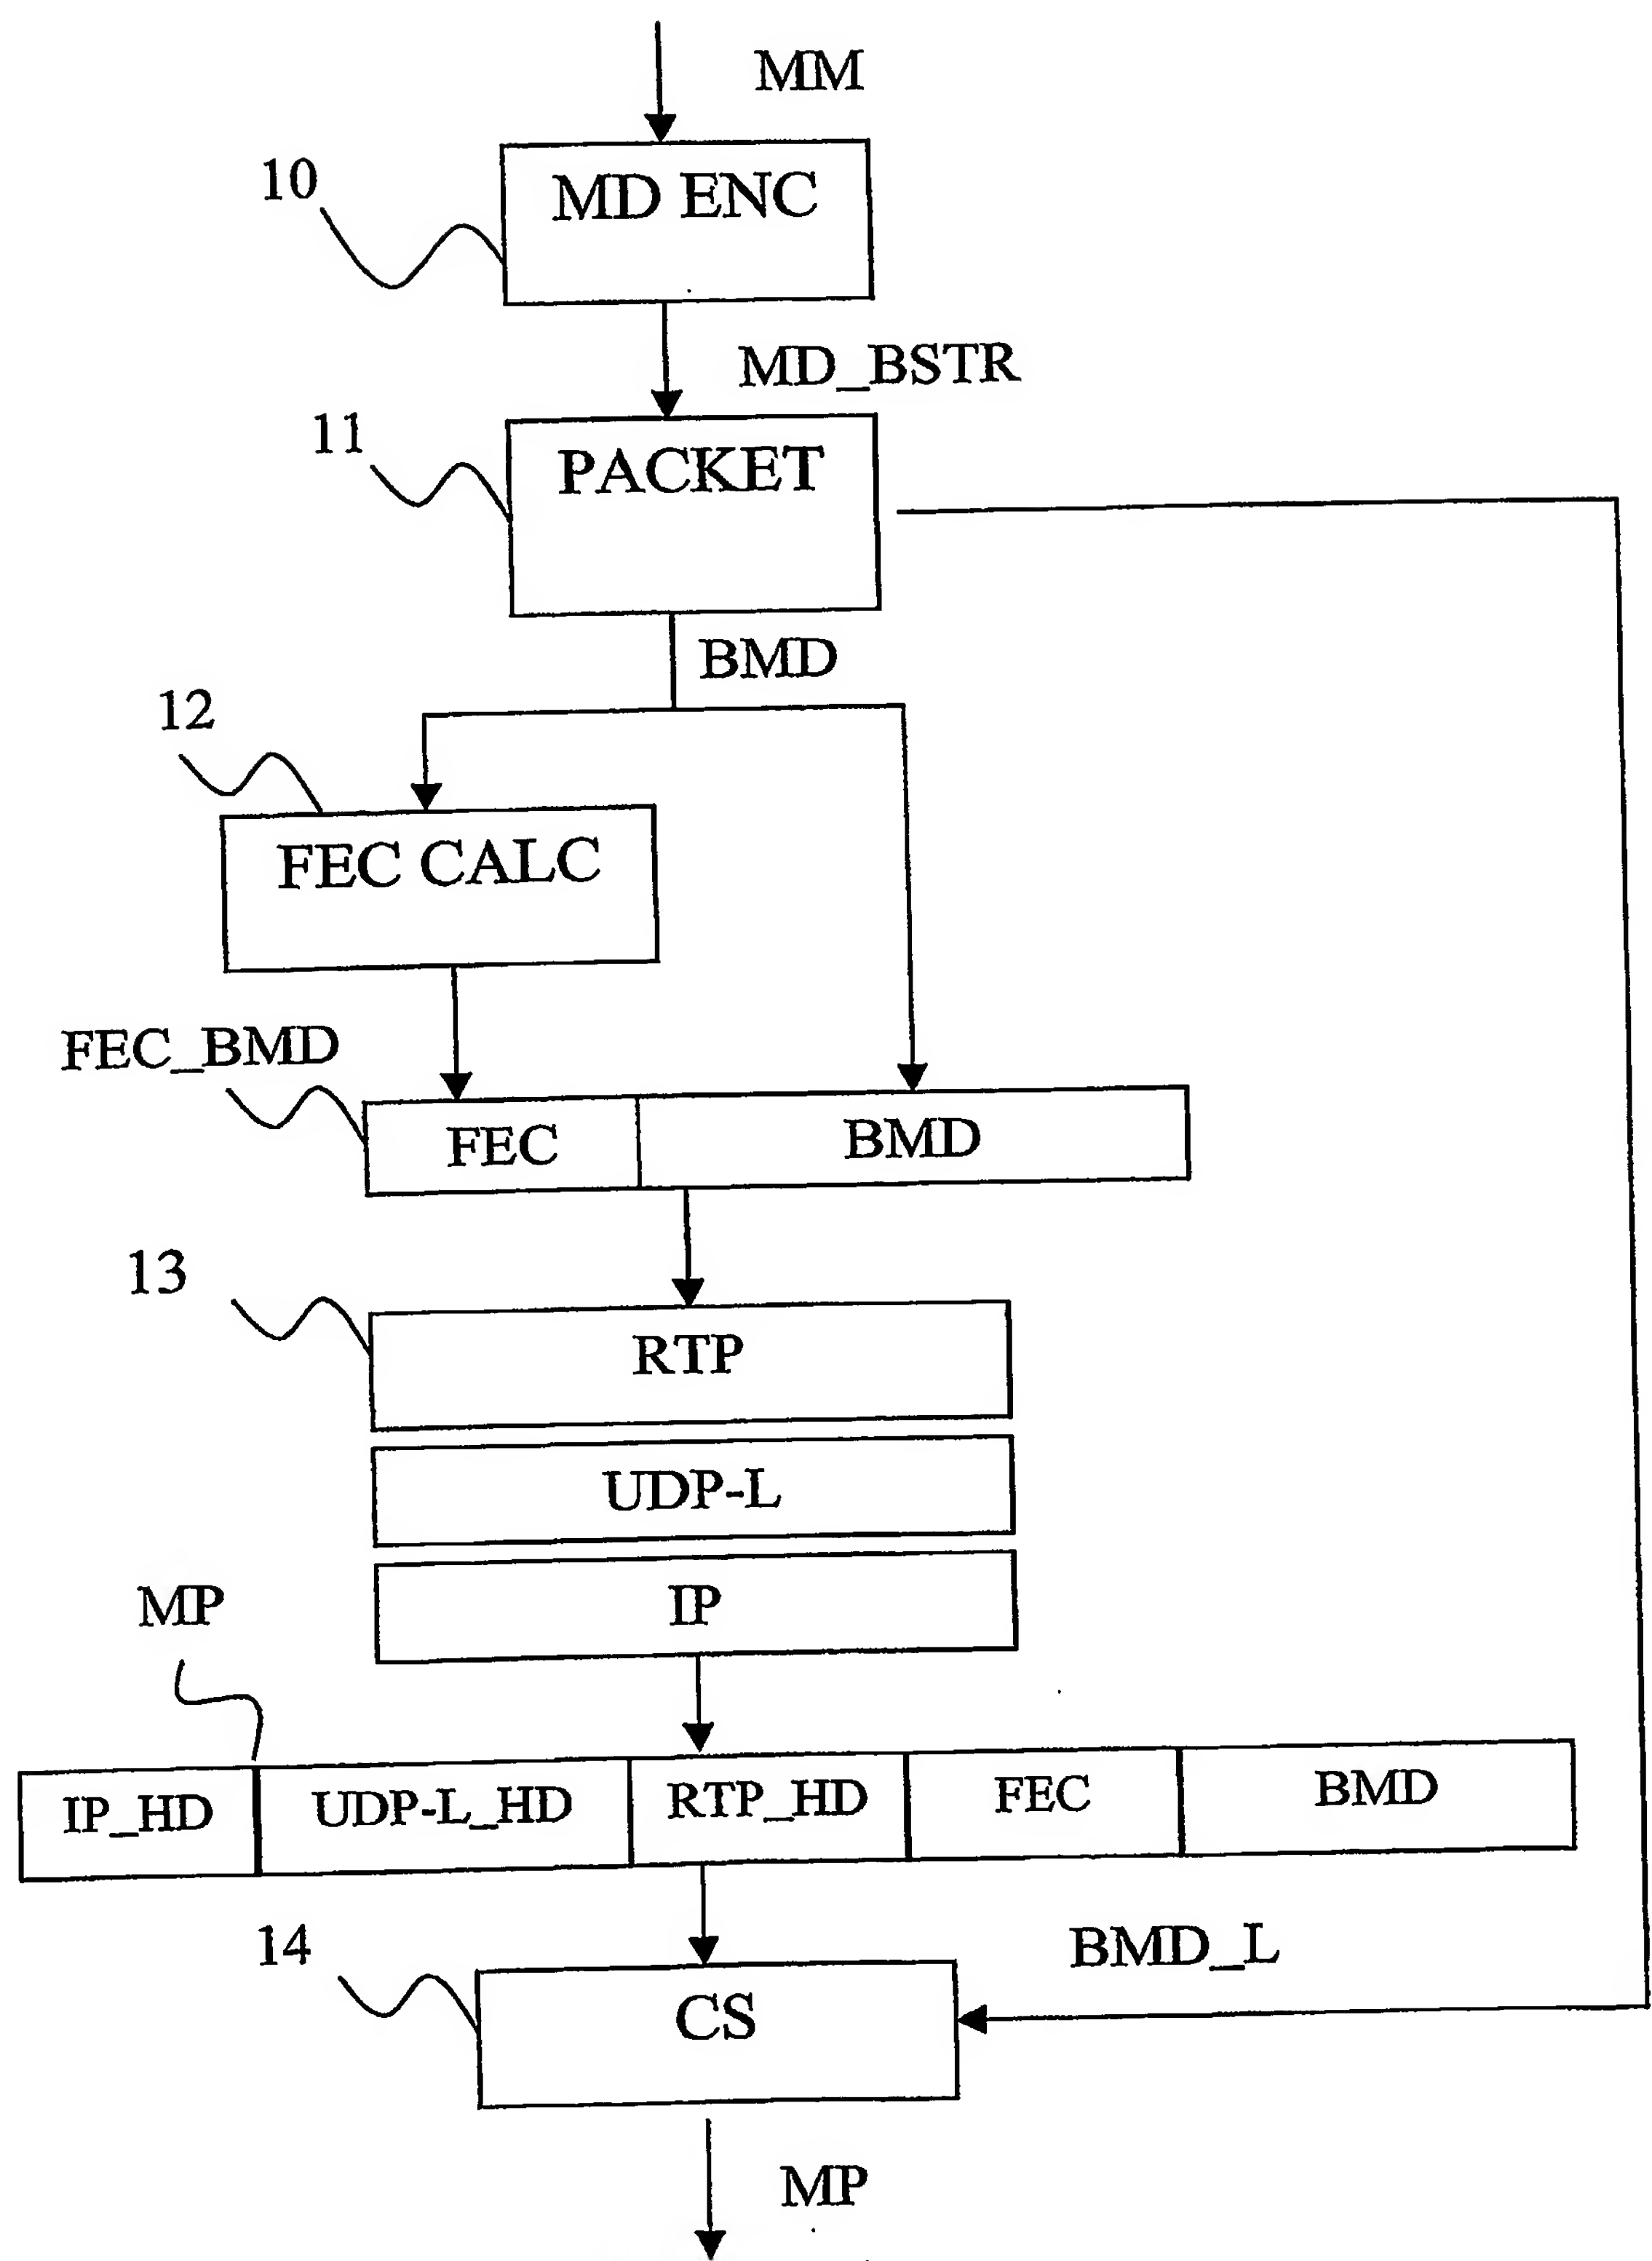 MM
10
MD ENC
MD_BSTR
11
PACKET
BMD
12
FEC CALC
FEC_BMD
FEC
BMD
13
RTP
UDP-L
IP
MP
IP_HD
UDP-L_HD
RTP_HD
FEC
BMD
14
BMD_L
CS
MP